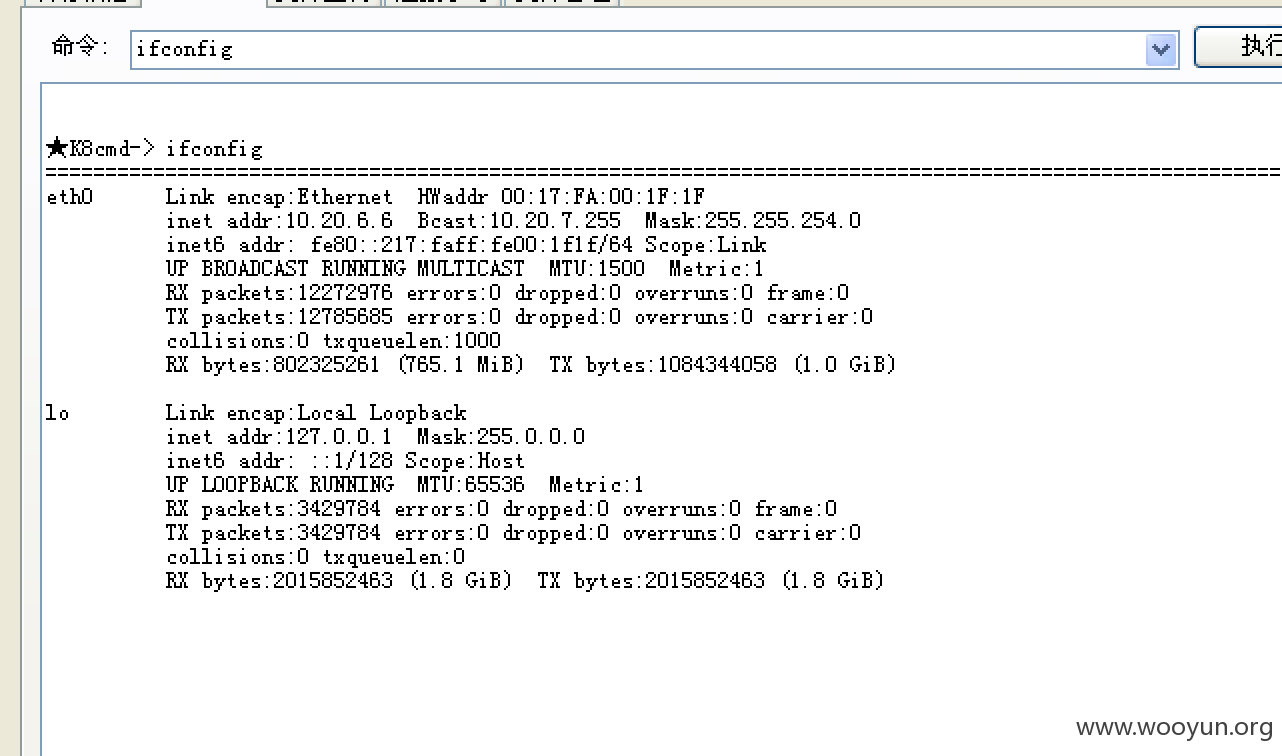 命令: ifconfig 执行
★K8cmd-> ifconfig
================================================================================
eth0      Link encap:Ethernet  HWaddr 00:17:FA:00:1F:1F
inet addr:10.20.6.6  Bcast:10.20.7.255  Mask:255.255.254.0
inet6 addr: fe80::217:faff:fe00:1f1f/64 Scope:Link
UP BROADCAST RUNNING MULTICAST  MTU:1500  Metric:1
RX packets:12272976 errors:0 dropped:0 overruns:0 frame:0
TX packets:12785685 errors:0 dropped:0 overruns:0 carrier:0
collisions:0 txqueuelen:1000
RX bytes:802325261 (765.1 MiB)  TX bytes:1084344058 (1.0 GiB)
lo        Link encap:Local Loopback
inet addr:127.0.0.1  Mask:255.0.0.0
inet6 addr: ::1/128 Scope:Host
UP LOOPBACK RUNNING  MTU:65536  Metric:1
RX packets:3429784 errors:0 dropped:0 overruns:0 frame:0
TX packets:3429784 errors:0 dropped:0 overruns:0 carrier:0
collisions:0 txqueuelen:0
RX bytes:2015852463 (1.8 GiB)  TX bytes:2015852463 (1.8 GiB)
www.wooyun.org